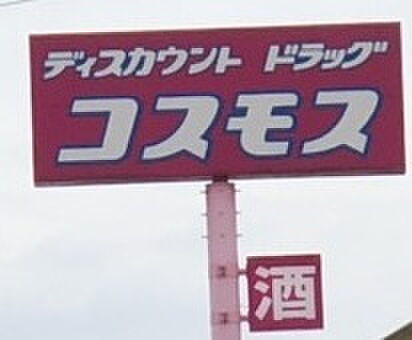 ディスカウント ドラッグ
コスモス
酒